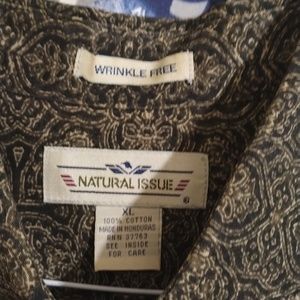 WRINKLE FREE
NATURAL ISSUE
®
XL
100% COTTON
MADE IN HONDURAS
RN# 37763
SEE INSIDE
FOR CARE